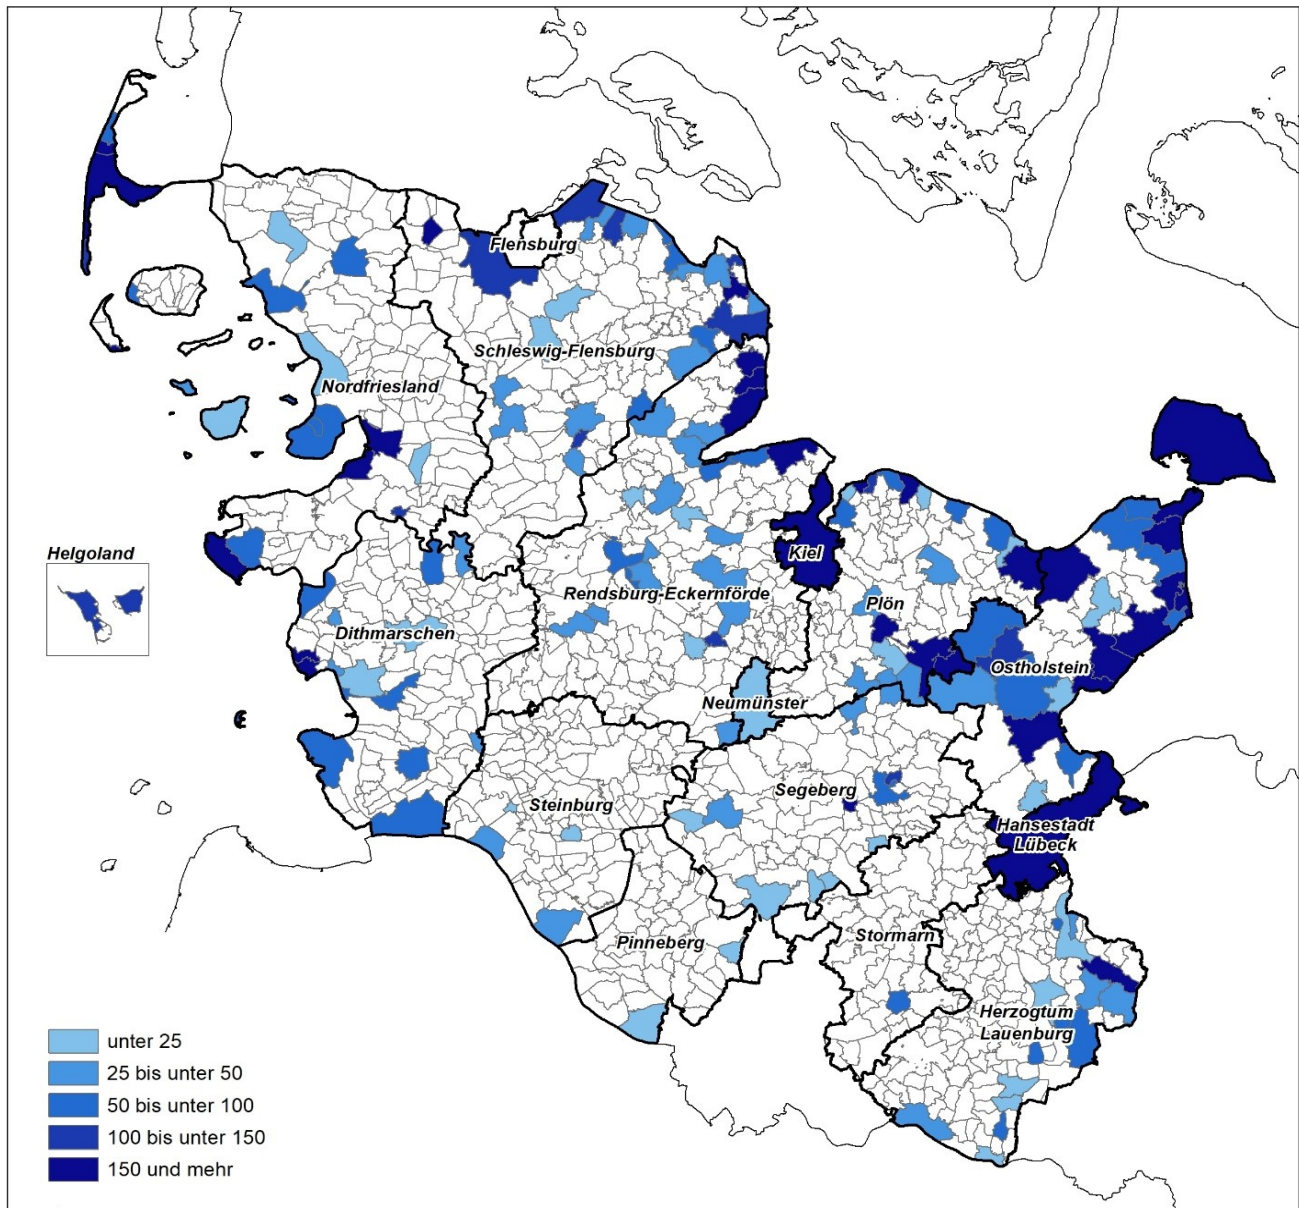 Flensburg
Schleswig-Flensburg
Nordfriesland
Helgoland
Kiel
Rendsburg-Eckernförde
Plön
Dithmarschen
Ostholstein
Neumünster
Segeberg
Steinburg
Hansestadt
Lübeck
Stormarn
Pinneberg
Herzogtum
Lauenburg
unter 25
25 bis unter 50
50 bis unter 100
100 bis unter 150
150 und mehr